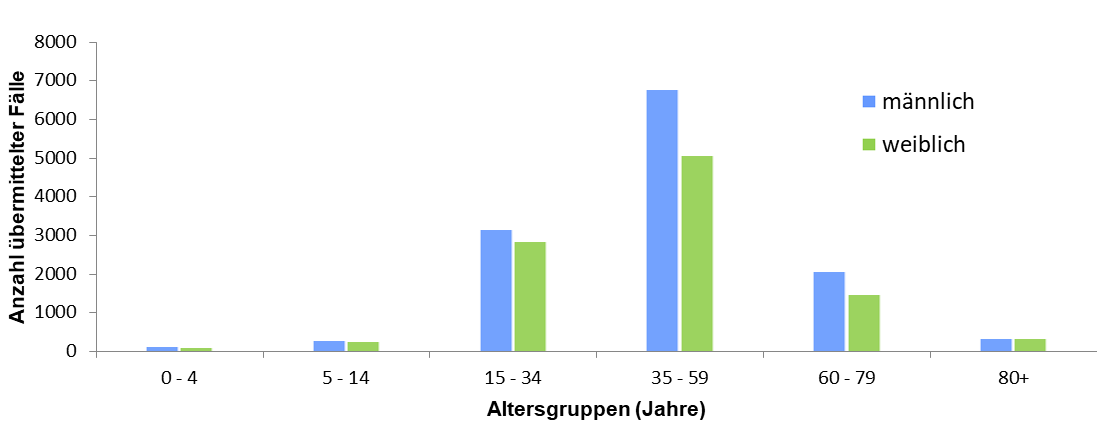 8000
7000
6000
5000
4000
3000
2000
1000
0
Anzahl übermittelter Fälle
männlich
weiblich
0 - 4 5 - 14 15 - 34 35 - 59 60 - 79 80+
Altersgruppen (Jahre)